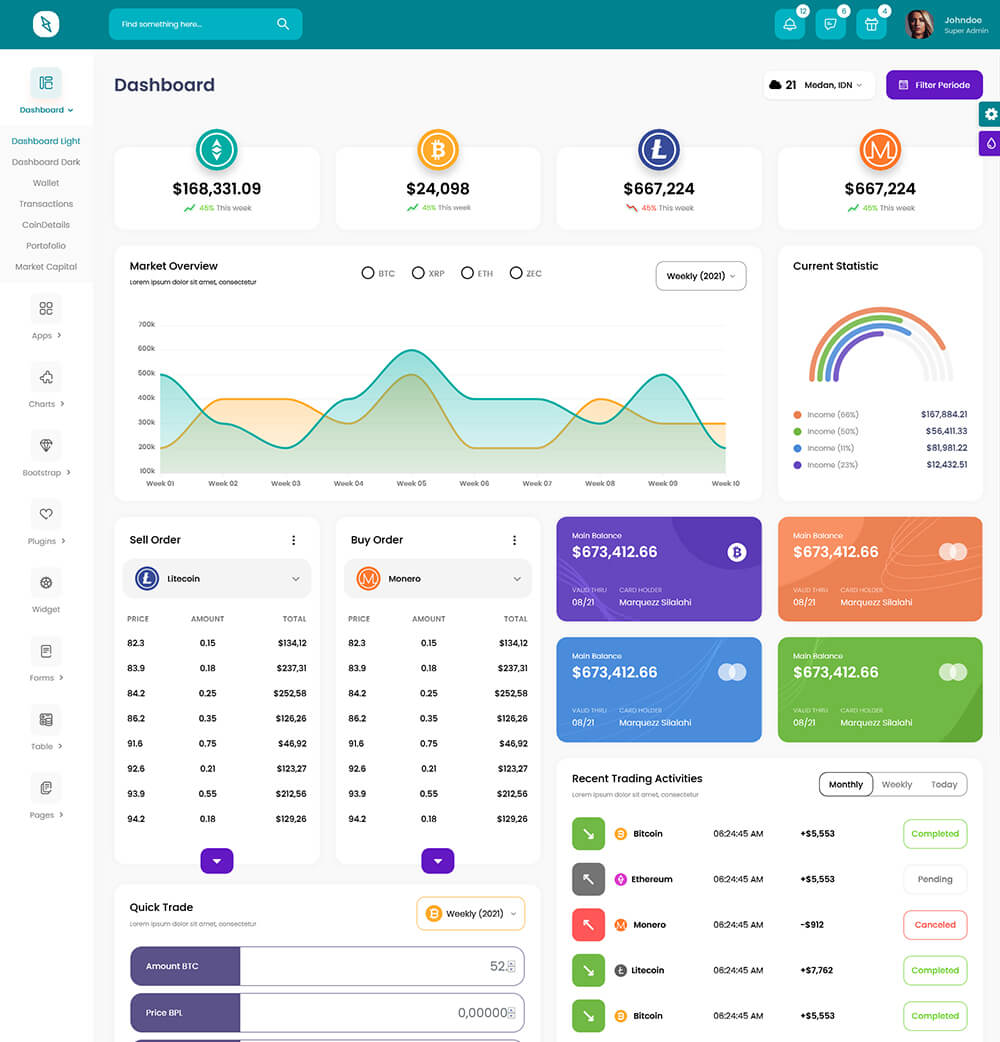 Find something here...
12
6
4
Johndoe
Super Admin
Dashboard
Dashboard Light
Dashboard Dark
Wallet
Transactions
CoinDetails
Portofolio
Market Capital
Apps
Charts
Bootstrap
Plugins
Widget
Forms
Table
Pages
Dashboard
21 Medan, IDN
Filter Periode
$168,331.09
45% This week
$24,098
45% This week
$667,224
45% This week
$667,224
45% This week
Market Overview
Lorem ipsum dolor sit amet, consectetur
BTC XRP ETH ZEC
Weekly (2021)
700k
600k
500k
400k
300k
200k
100k
Week 01 Week 02 Week 03 Week 04 Week 05 Week 06 Week 07 Week 08 Week 09 Week 10
Current Statistic
Income (66%) $167,884.21
Income (50%) $56,411.33
Income (11%) $81,981.22
Income (23%) $12,432.51
Sell Order
Litecoin
PRICE AMOUNT TOTAL
82.3 0.15 $134,12
83.9 0.18 $237,31
84.2 0.25 $252,58
86.2 0.35 $126,26
91.6 0.75 $46,92
92.6 0.21 $123,27
93.9 0.55 $212,56
94.2 0.18 $129,26
Buy Order
Monero
PRICE AMOUNT TOTAL
82.3 0.15 $134,12
83.9 0.18 $237,31
84.2 0.25 $252,58
86.2 0.35 $126,26
91.6 0.75 $46,92
92.6 0.21 $123,27
93.9 0.55 $212,56
94.2 0.18 $129,26
Main Balance
$673,412.66
VALID THRU CARD HOLDER
08/21 Marquezz Silalahi
Main Balance
$673,412.66
VALID THRU CARD HOLDER
08/21 Marquezz Silalahi
Main Balance
$673,412.66
VALID THRU CARD HOLDER
08/21 Marquezz Silalahi
Main Balance
$673,412.66
VALID THRU CARD HOLDER
08/21 Marquezz Silalahi
Quick Trade
Lorem ipsum dolor sit amet, consectetur
Weekly (2021)
Amount BTC 52.
Price BPL 0,00000
Recent Trading Activities
Lorem ipsum dolor sit amet, consectetur
Monthly Weekly Today
Bitcoin 06:24:45 AM +$5,553 Completed
Ethereum 06:24:45 AM +$5,553 Pending
Monero 06:24:45 AM -$912 Canceled
Litecoin 06:24:45 AM +$7,762 Completed
Bitcoin 06:24:45 AM +$5,553 Completed